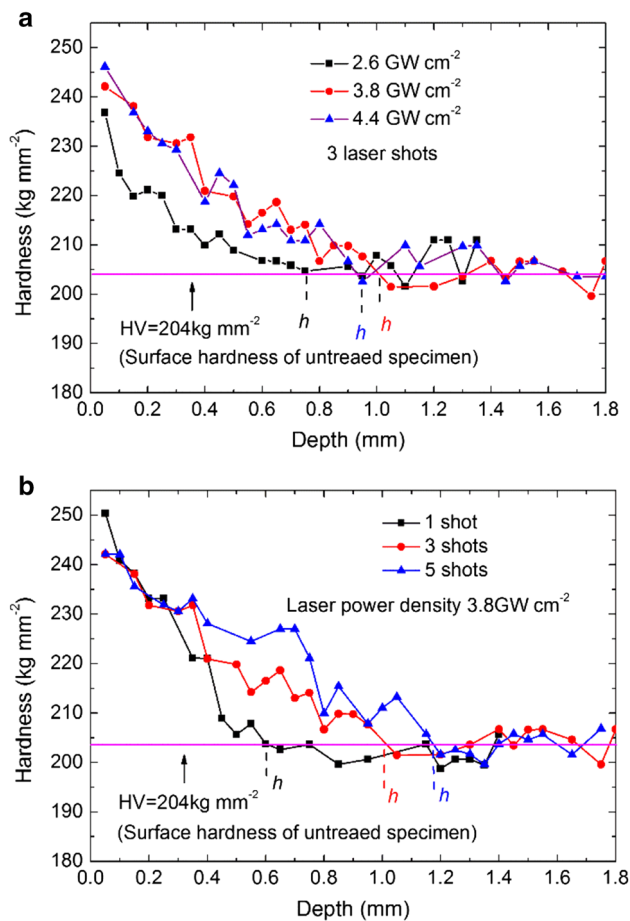 a
250
240
230
220
210
200
190
180
Hardness (kg mm-2)
2.6 GW cm-2
3.8 GW cm-2
4.4 GW cm-2
3 laser shots
h h h
HV=204kg mm-2
(Surface hardness of untreaed specimen)
0.0 0.2 0.4 0.6 0.8 1.0 1.2 1.4 1.6 1.8
Depth (mm)
b
250
240
230
220
210
200
190
180
Hardness (kg mm-2)
1 shot
3 shots
5 shots
Laser power density 3.8GW cm-2
h h h
HV=204kg mm-2
(Surface hardness of untreaed specimen)
0.0 0.2 0.4 0.6 0.8 1.0 1.2 1.4 1.6 1.8
Depth (mm)